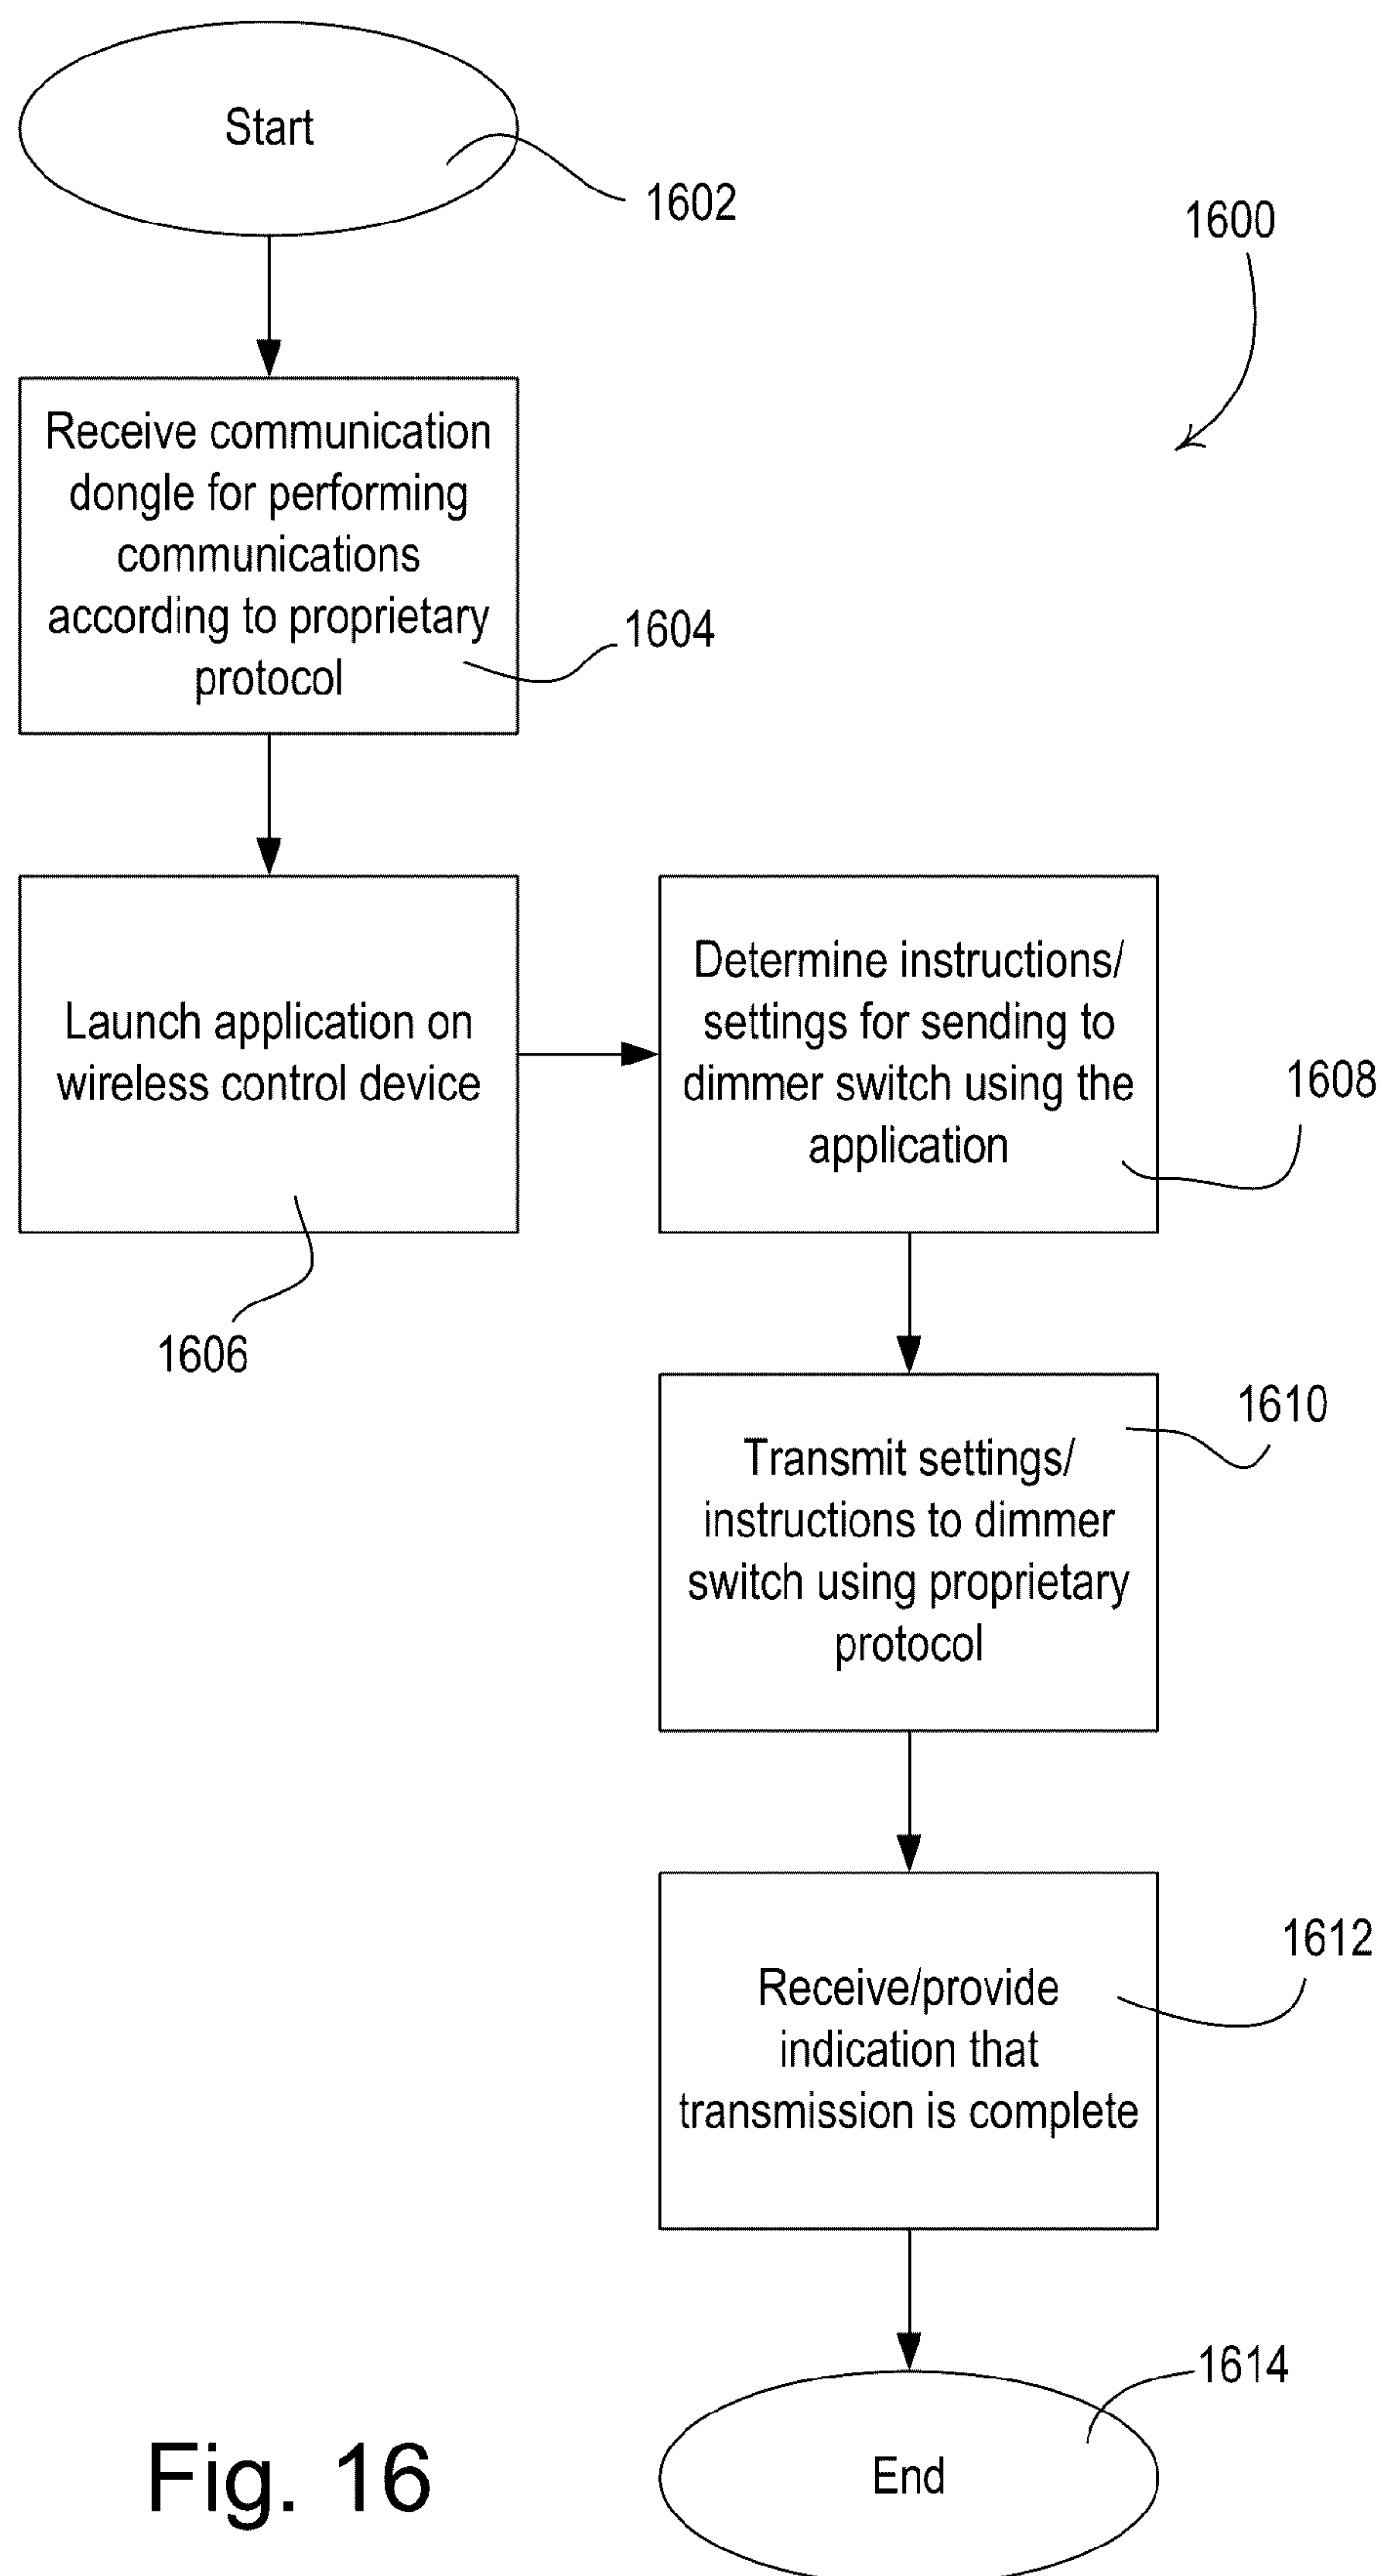 Start
1602
1600
Receive communication
dongle for performing
communications
according to proprietary
protocol
1604
Launch application on
wireless control device
1606
Determine instructions/
settings for sending to
dimmer switch using the
application
1608
Transmit settings/
instructions to dimmer
switch using proprietary
protocol
1610
Receive/provide
indication that
transmission is complete
1612
End
1614
Fig. 16